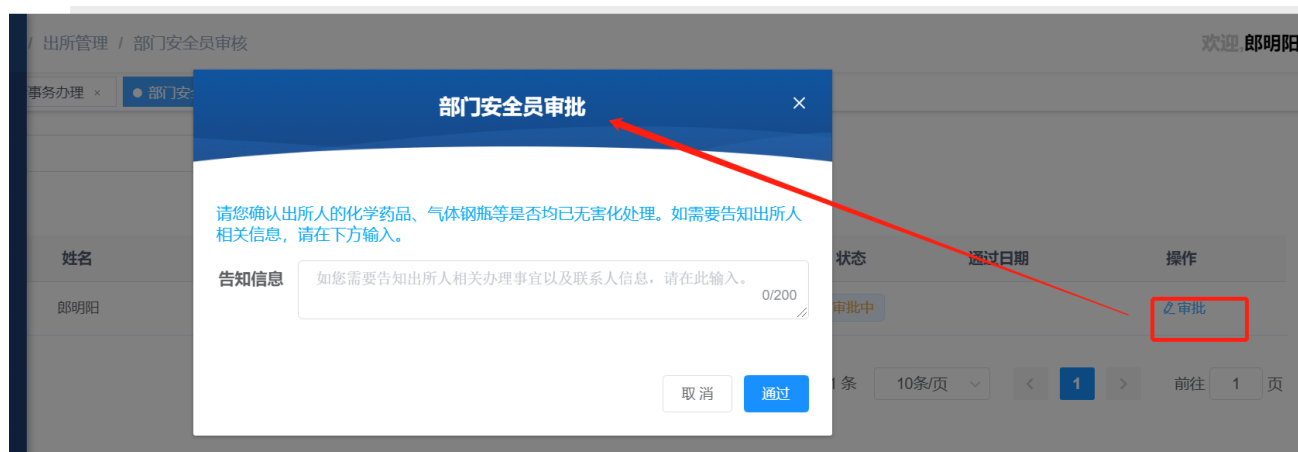 / 出所管理 / 部门安全员审核
欢迎,郎明阳
事务办理 ×
部门安
部门安全员审批
请您确认出所人的化学药品、气体钢瓶等是否均已无害化处理。如需要告知出所人
相关信息，请在下方输入。
姓名 状态 通过日期 操作
告知信息 如您需要告知出所人相关办理事宜以及联系人信息，请在此输入。
0/200
郎明阳 审批中 审批
条 10条/页 < 1 > 前往 1 页
取消 通过